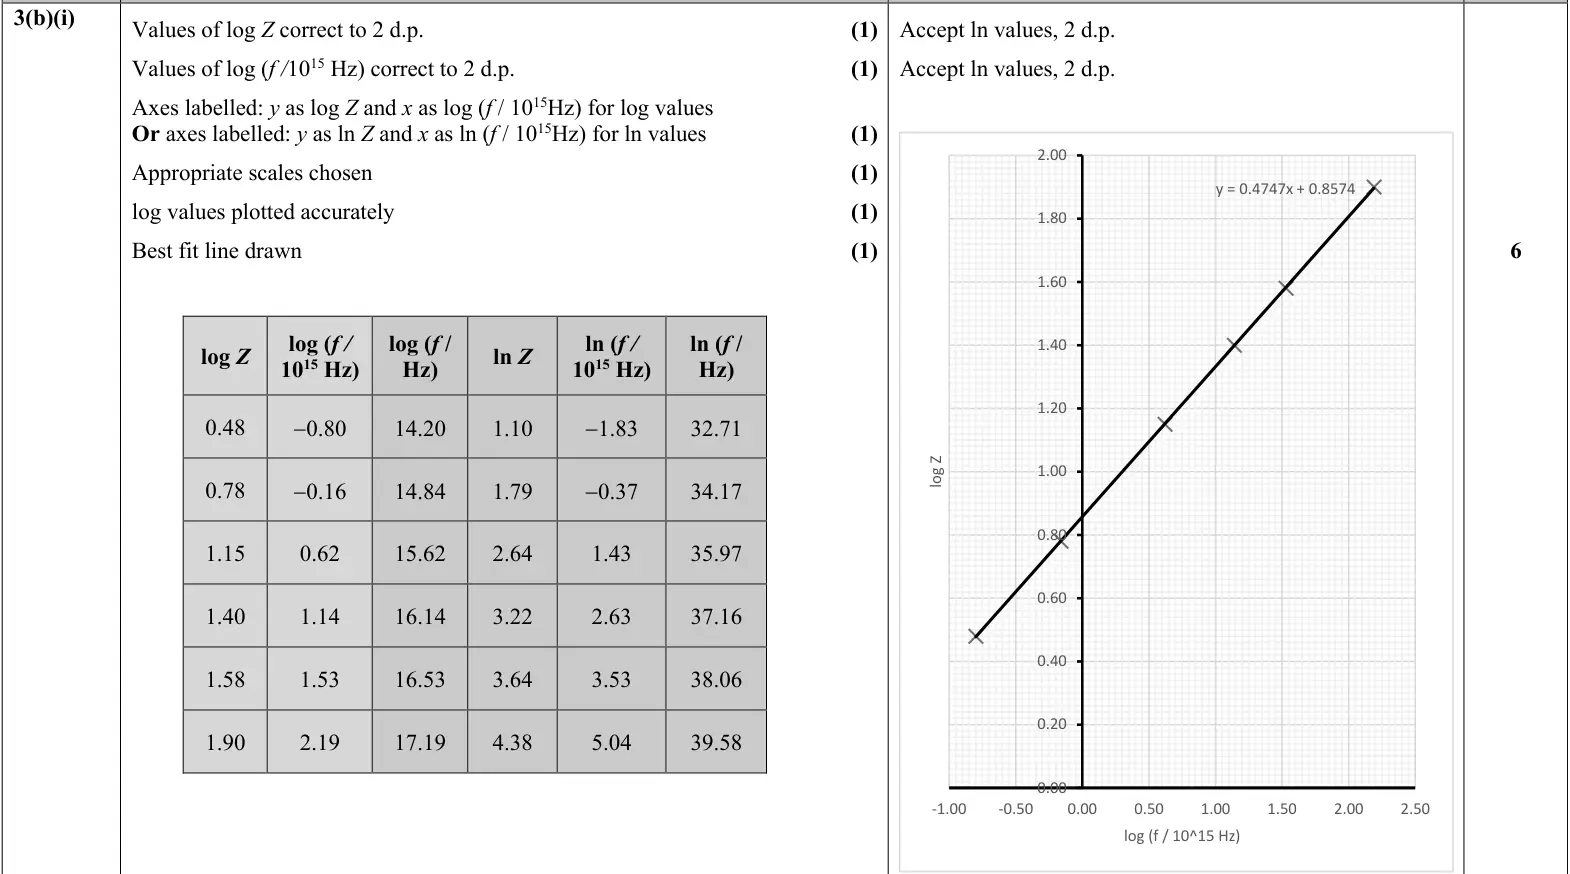 3(b)(i)
Values of log Z correct to 2 d.p. (1)
Values of log (f /10¹⁵ Hz) correct to 2 d.p. (1)
Axes labelled: y as log Z and x as log (f / 10¹⁵Hz) for log values
Or axes labelled: y as ln Z and x as ln (f / 10¹⁵Hz) for ln values (1)
Appropriate scales chosen (1)
log values plotted accurately (1)
Best fit line drawn (1)
log Z | log (f / 10¹⁵ Hz) | log (f / Hz) | ln Z | ln (f / 10¹⁵ Hz) | ln (f / Hz)
0.48 | −0.80 | 14.20 | 1.10 | −1.83 | 32.71
0.78 | −0.16 | 14.84 | 1.79 | −0.37 | 34.17
1.15 | 0.62 | 15.62 | 2.64 | 1.43 | 35.97
1.40 | 1.14 | 16.14 | 3.22 | 2.63 | 37.16
1.58 | 1.53 | 16.53 | 3.64 | 3.53 | 38.06
1.90 | 2.19 | 17.19 | 4.38 | 5.04 | 39.58
Accept ln values, 2 d.p.
Accept ln values, 2 d.p.
2.00
y = 0.4747x + 0.8574
1.80
1.60
1.40
1.20
1.00
log Z
0.80
0.60
0.40
0.20
0.00
-1.00 -0.50 0.00 0.50 1.00 1.50 2.00 2.50
log (f / 10^15 Hz)
6